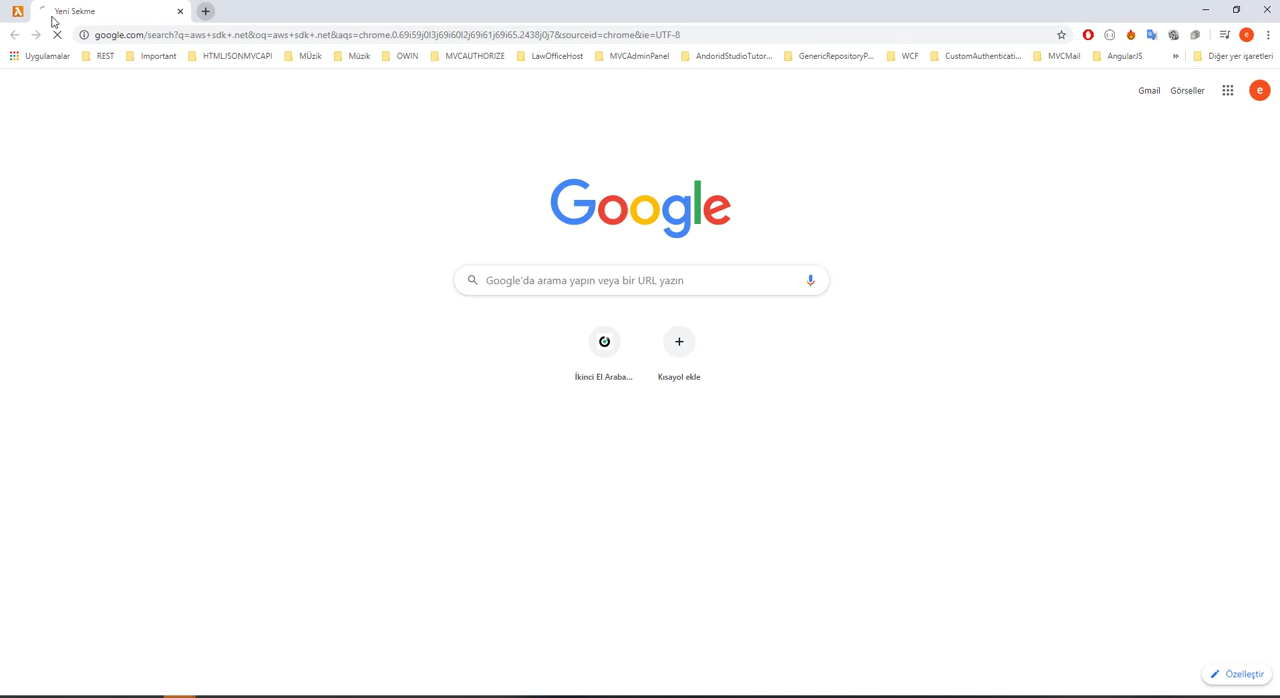 Yeni Sekme
google.com/search?q=aws+sdk+.net&oq=aws+sdk+.net&aqs=chrome.0.69i59j0l3j69i60l2j69i61j69i65.2438j0j7&sourceid=chrome&ie=UTF-8
Uygulamalar REST Important HTMLJSONMVCAPI MÜzik Müzik OWIN MVCAUTHORIZE LawOfficeHost MVCAdminPanel AndoridStudioTutor... GenericRepositoryP... WCF CustomAuthenticati... MVCMail AngularJS » Diğer yer işaretleri
Gmail Görseller e
Google
Google'da arama yapın veya bir URL yazın
İkinci El Araba... Kısayol ekle
Özelleştir